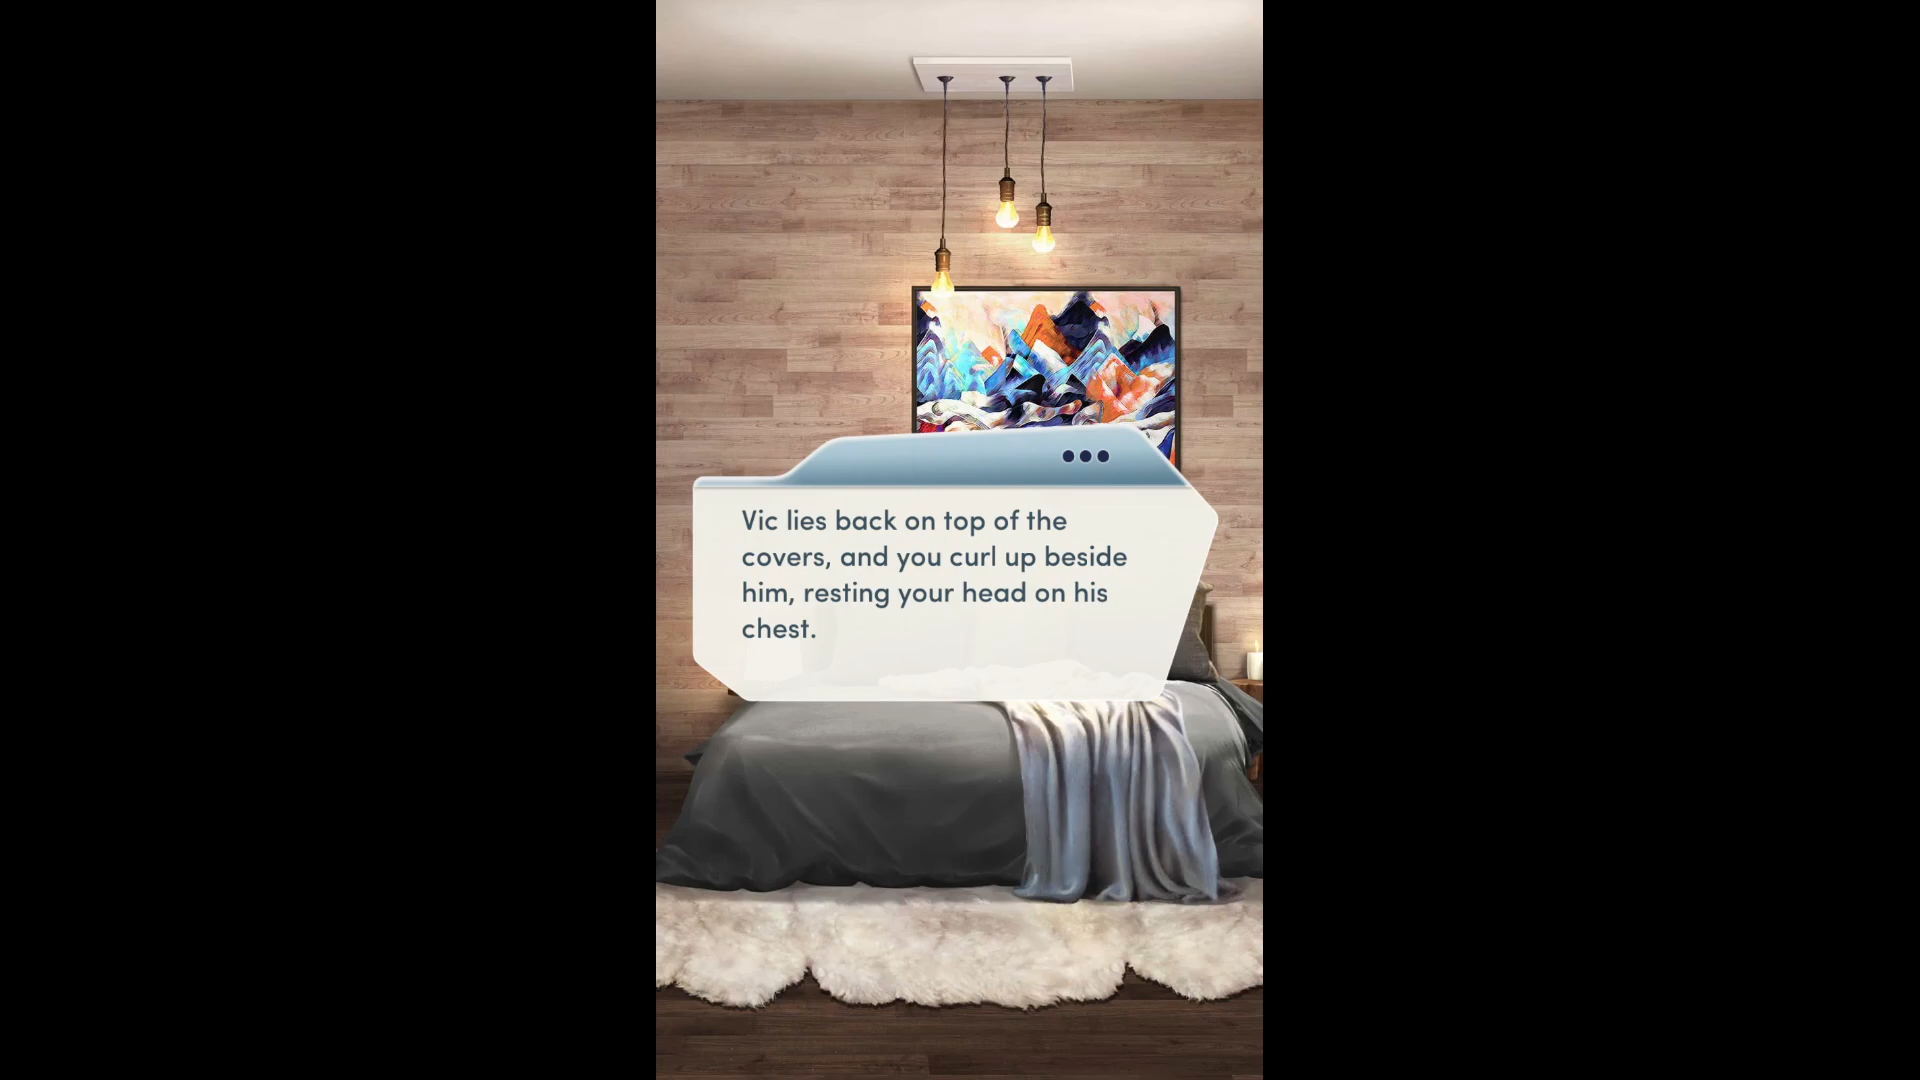 Vic lies back on top of the
covers, and you curl up beside
him, resting your head on his
chest.